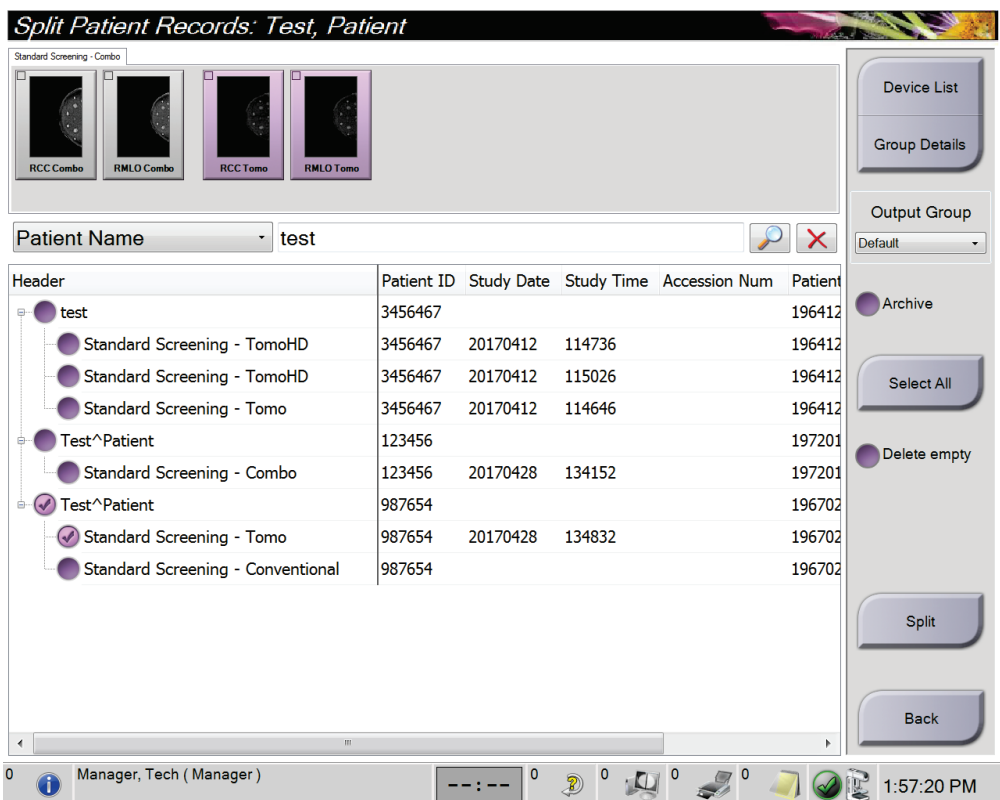 Split Patient Records: Test, Patient
Standard Screening - Combo
RCC Combo RMLO Combo RCC Tomo RMLO Tomo
Device List
Group Details
Output Group
Default
Patient Name test
Header Patient ID Study Date Study Time Accession Num Patient
test 3456467 196412
Standard Screening - TomoHD 3456467 20170412 114736 196412
Standard Screening - TomoHD 3456467 20170412 115026 196412
Standard Screening - Tomo 3456467 20170412 114646 196412
Test^Patient 123456 197201
Standard Screening - Combo 123456 20170428 134152 197201
Test^Patient 987654 196702
Standard Screening - Tomo 987654 20170428 134832 196702
Standard Screening - Conventional 987654 196702
Archive
Select All
Delete empty
Split
Back
0 Manager, Tech ( Manager ) --:-- 0 0 0 0 1:57:20 PM